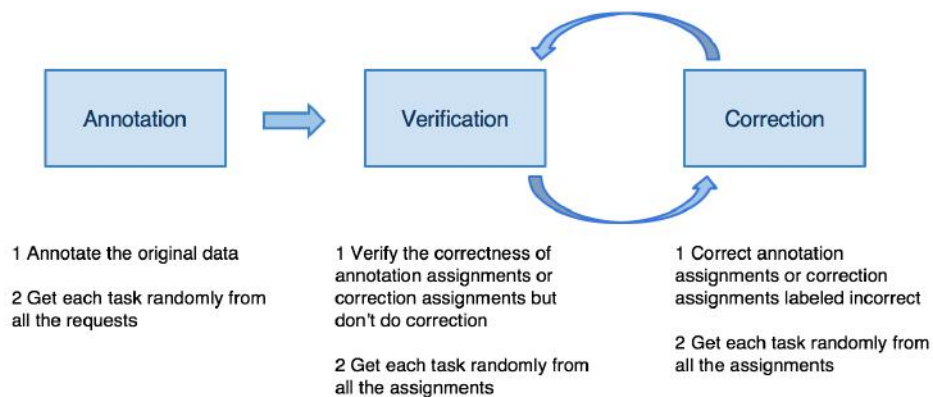 Annotation
Verification
Correction
1 Annotate the original data
2 Get each task randomly from
all the requests
1 Verify the correctness of
annotation assignments or
correction assignments but
don't do correction
2 Get each task randomly from
all the assignments
1 Correct annotation
assignments or correction
assignments labeled incorrect
2 Get each task randomly from
all the assignments